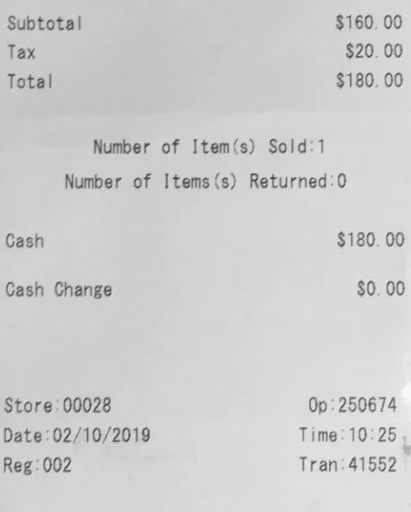 Subtotal $160.00
Tax $20.00
Total $180.00
Number of Item(s) Sold:1
Number of Items(s) Returned:0
Cash $180.00
Cash Change $0.00
Store:00028 Op:250674
Date:02/10/2019 Time:10:25
Reg:002 Tran:41552